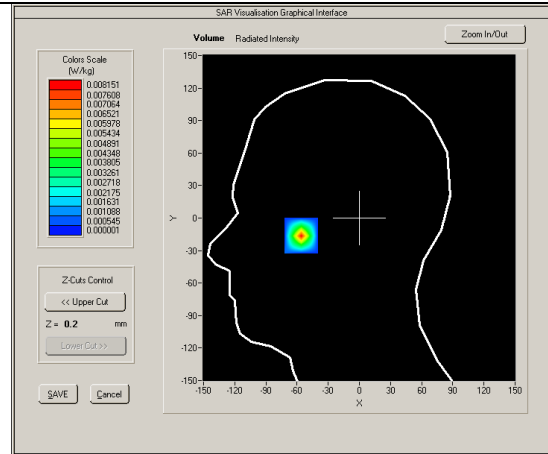 SAR Visualisation Graphical Interface
Volume Radiated Intensity
Zoom In/Out
Colors Scale
(W/kg)
0.008151
0.007608
0.007064
0.006521
0.005978
0.005434
0.004891
0.004348
0.003805
0.003261
0.002718
0.002175
0.001631
0.001088
0.000545
0.000001
Z-Cuts Control
<< Upper Cut
Z = 0.2 mm
Lower Cut >>
SAVE Cancel
150
120
90
60
30
0
-30
-60
-90
-120
-150
Y
-150 -120 -90 -60 -30 0 30 60 90 120 150
X